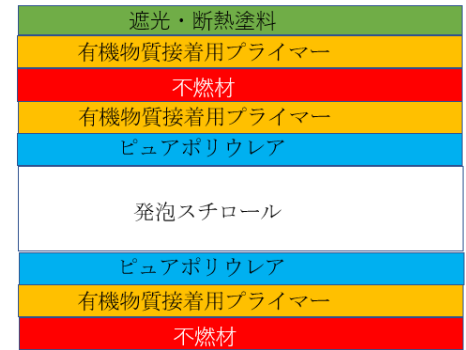 遮光・断熱塗料
有機物質接着用プライマー
不燃材
有機物質接着用プライマー
ピュアポリウレア
発泡スチロール
ピュアポリウレア
有機物質接着用プライマー
不燃材